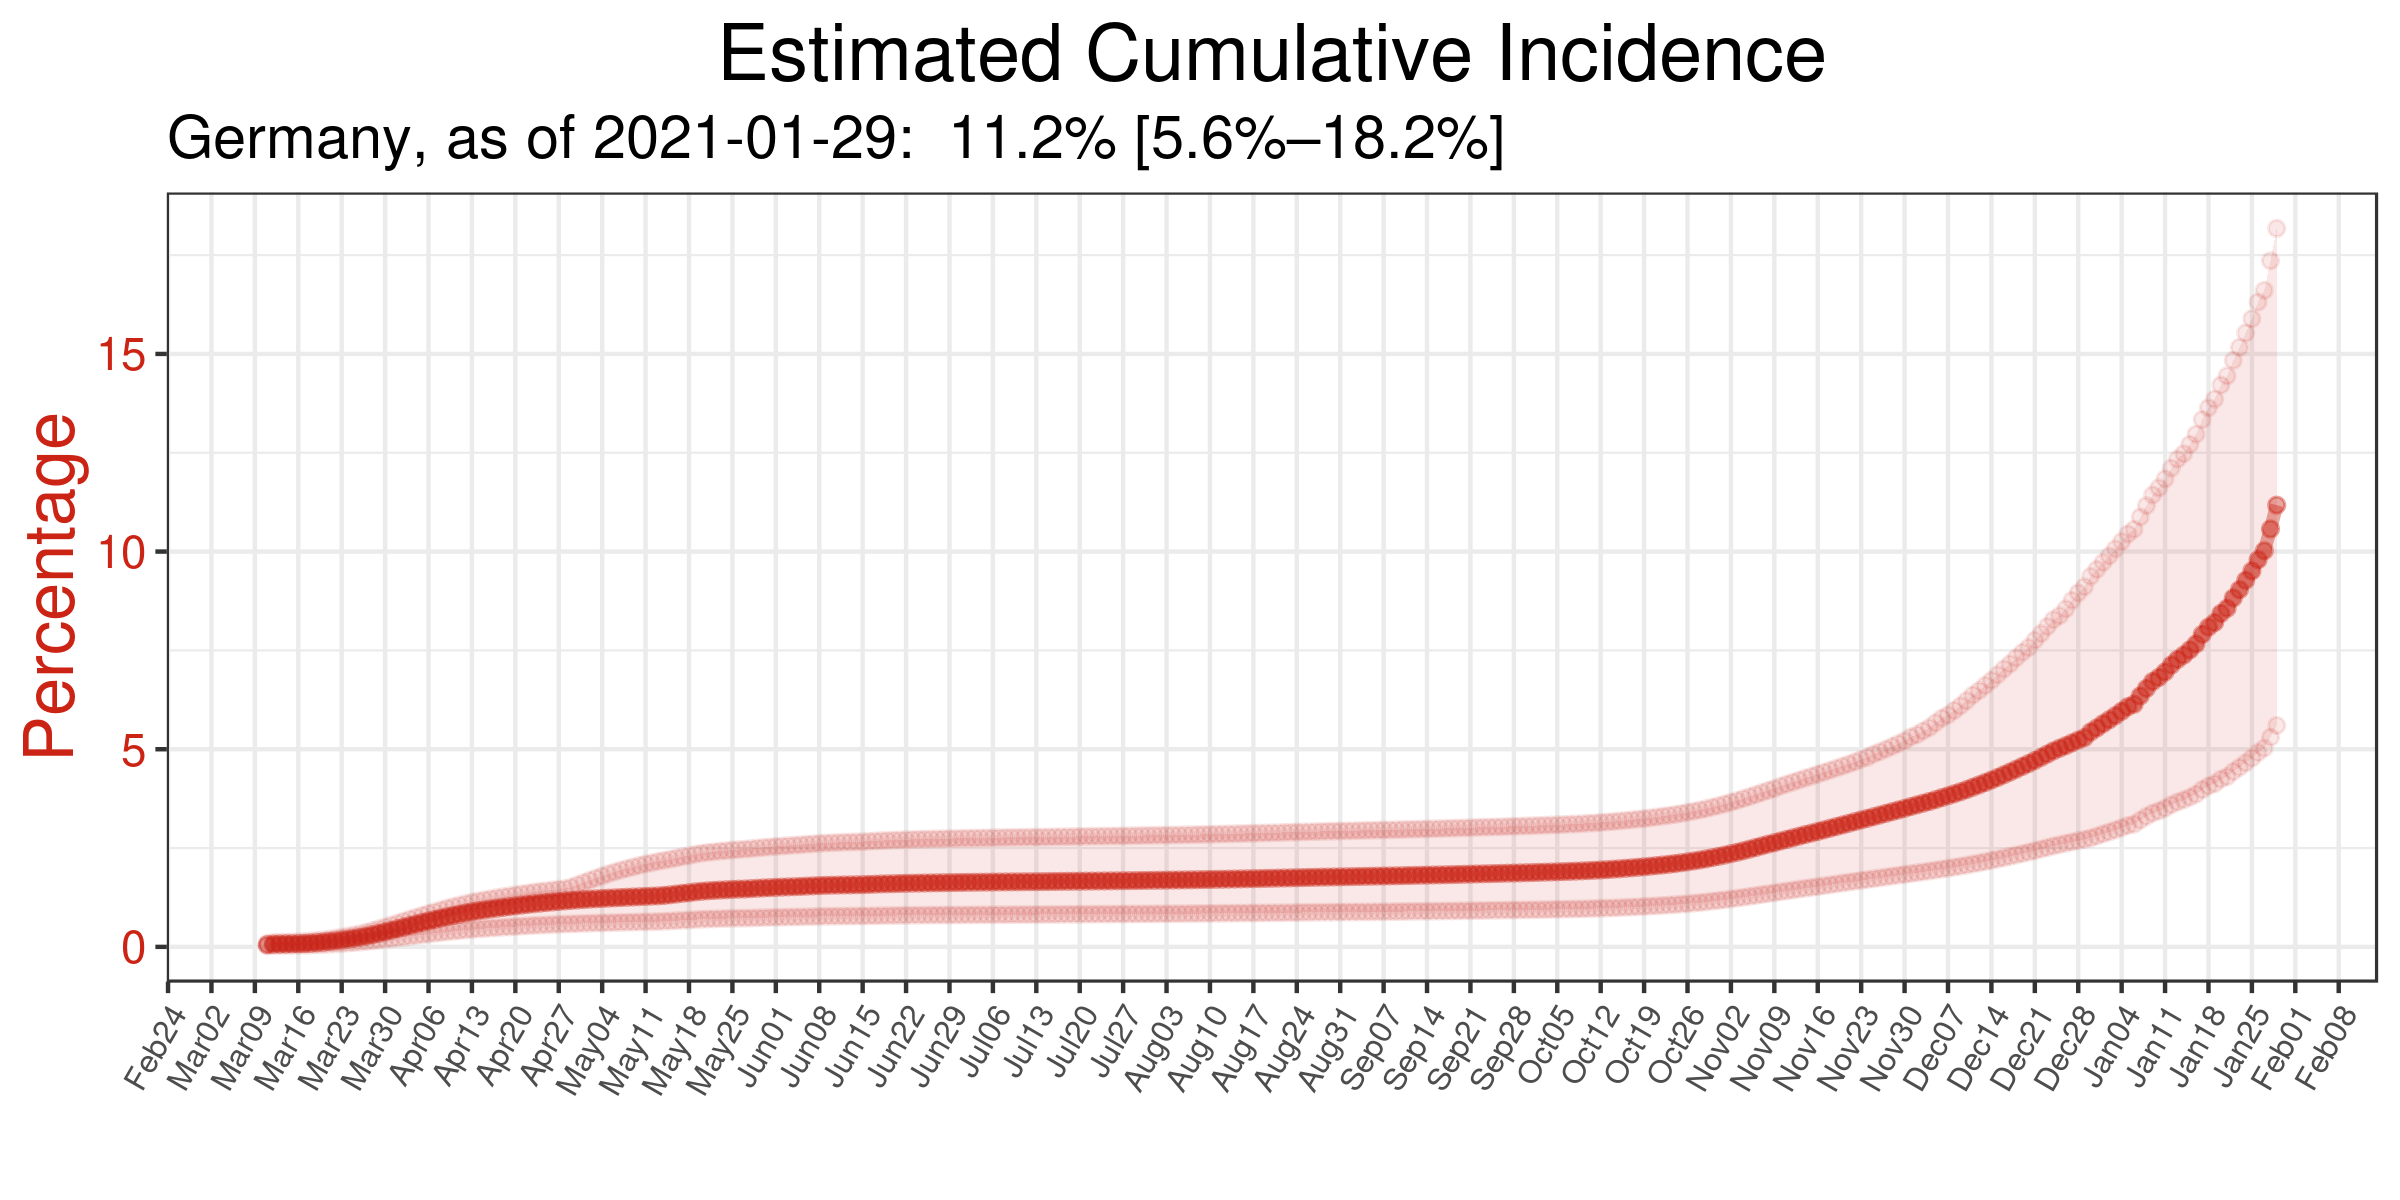 Estimated Cumulative Incidence
Germany, as of 2021-01-29:  11.2% [5.6%–18.2%]
Percentage
15
10
5
0
Feb24
Mar02
Mar09
Mar16
Mar23
Mar30
Apr06
Apr13
Apr20
Apr27
May04
May11
May18
May25
Jun01
Jun08
Jun15
Jun22
Jun29
Jul06
Jul13
Jul20
Jul27
Aug03
Aug10
Aug17
Aug24
Aug31
Sep07
Sep14
Sep21
Sep28
Oct05
Oct12
Oct19
Oct26
Nov02
Nov09
Nov16
Nov23
Nov30
Dec07
Dec14
Dec21
Dec28
Jan04
Jan11
Jan18
Jan25
Feb01
Feb08